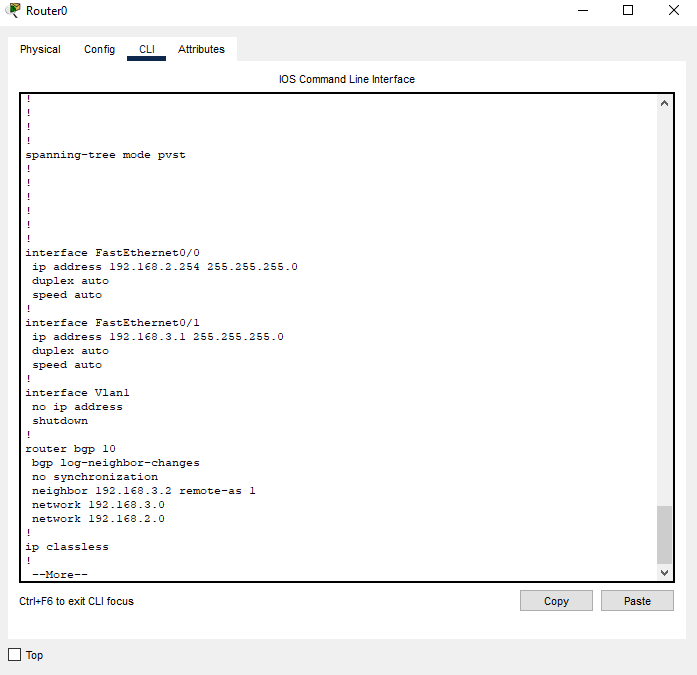 Router0
Physical Config CLI Attributes
IOS Command Line Interface
!
!
!
!
spanning-tree mode pvst
!
!
!
!
!
!
interface FastEthernet0/0
 ip address 192.168.2.254 255.255.255.0
 duplex auto
 speed auto
!
interface FastEthernet0/1
 ip address 192.168.3.1 255.255.255.0
 duplex auto
 speed auto
!
interface Vlan1
 no ip address
 shutdown
!
router bgp 10
 bgp log-neighbor-changes
 no synchronization
 neighbor 192.168.3.2 remote-as 1
 network 192.168.3.0
 network 192.168.2.0
!
ip classless
!
 --More--
Ctrl+F6 to exit CLI focus
Copy Paste
Top